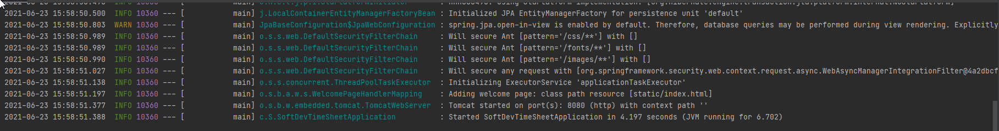 2021-06-23 15:58:50.500  INFO 10360 --- [           main] j.LocalContainerEntityManagerFactoryBean : Initialized JPA EntityManagerFactory for persistence unit 'default'
2021-06-23 15:58:50.803  WARN 10360 --- [           main] JpaBaseConfiguration$JpaWebConfiguration : spring.jpa.open-in-view is enabled by default. Therefore, database queries may be performed during view rendering. Explicitly
2021-06-23 15:58:50.989  INFO 10360 --- [           main] o.s.s.web.DefaultSecurityFilterChain     : Will secure Ant [pattern='/css/**'] with []
2021-06-23 15:58:50.989  INFO 10360 --- [           main] o.s.s.web.DefaultSecurityFilterChain     : Will secure Ant [pattern='/fonts/**'] with []
2021-06-23 15:58:50.990  INFO 10360 --- [           main] o.s.s.web.DefaultSecurityFilterChain     : Will secure Ant [pattern='/images/**'] with []
2021-06-23 15:58:51.027  INFO 10360 --- [           main] o.s.s.web.DefaultSecurityFilterChain     : Will secure any request with [org.springframework.security.web.context.request.async.WebAsyncManagerIntegrationFilter@4a2dbcf
2021-06-23 15:58:51.138  INFO 10360 --- [           main] o.s.s.concurrent.ThreadPoolTaskExecutor  : Initializing ExecutorService 'applicationTaskExecutor'
2021-06-23 15:58:51.197  INFO 10360 --- [           main] o.s.b.a.w.s.WelcomePageHandlerMapping    : Adding welcome page: class path resource [static/index.html]
2021-06-23 15:58:51.377  INFO 10360 --- [           main] o.s.b.w.embedded.tomcat.TomcatWebServer  : Tomcat started on port(s): 8080 (http) with context path ''
2021-06-23 15:58:51.388  INFO 10360 --- [           main] c.S.SoftDevTimeSheetApplication          : Started SoftDevTimeSheetApplication in 4.197 seconds (JVM running for 6.702)